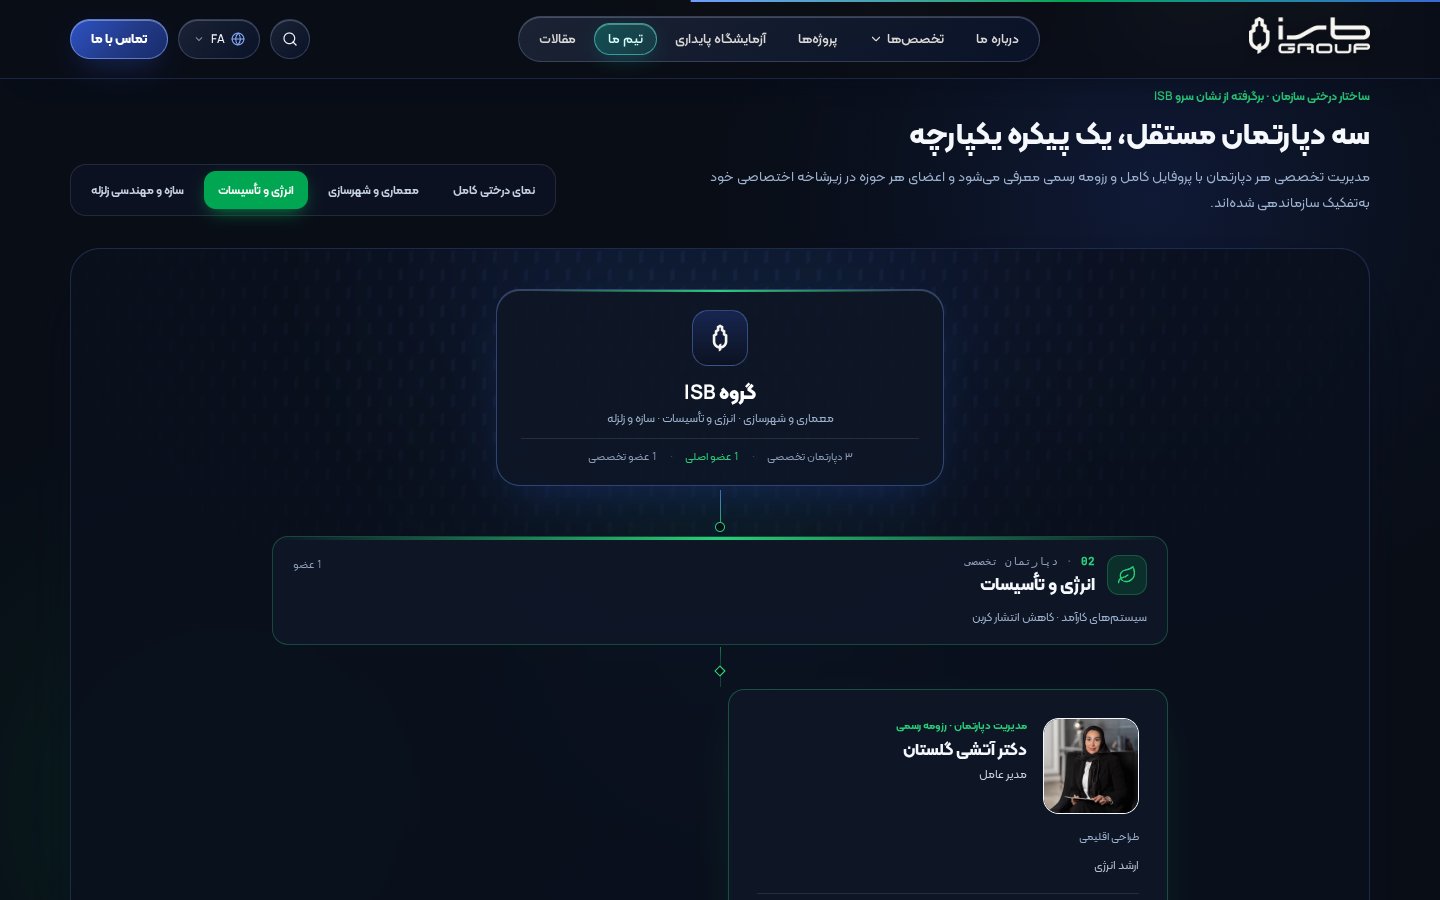 isb
GROUP
درباره ما
تخصص‌ها
پروژه‌ها
آزمایشگاه پایداری
تیم ما
مقالات
FA
تماس با ما
ساختار درختی سازمان · برگرفته از نشان سرو ISB
سه دپارتمان مستقل، یک پیکره یکپارچه
مدیریت تخصصی هر دپارتمان با پروفایل کامل و رزومه رسمی معرفی می‌شود و اعضای هر حوزه در زیرشاخه اختصاصی خود
به‌تفکیک سازماندهی شده‌اند.
نمای درختی کامل
معماری و شهرسازی
انرژی و تأسیسات
سازه و مهندسی زلزله
گروه ISB
معماری و شهرسازی · انرژی و تأسیسات · سازه و زلزله
۳ دپارتمان تخصصی · 1 عضو اصلی · 1 عضو تخصصی
02 · دپارتمان تخصصی
انرژی و تأسیسات
1 عضو
سیستم‌های کارآمد · کاهش انتشار کربن
مدیریت دپارتمان · رزومه رسمی
دکتر آتشی گلستان
مدیر عامل
طراحی اقلیمی
ارشد انرژی